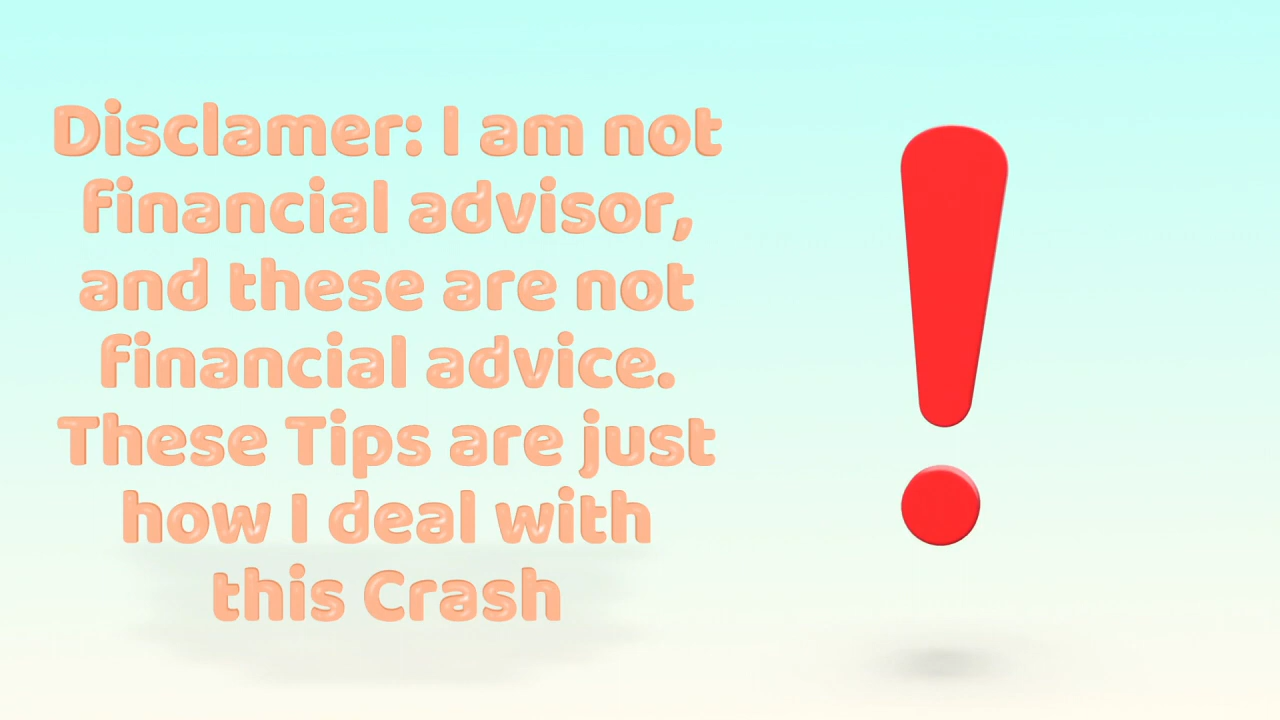 Disclamer: I am not
financial advisor,
and these are not
financial advice.
These Tips are just
how I deal with
this Crash